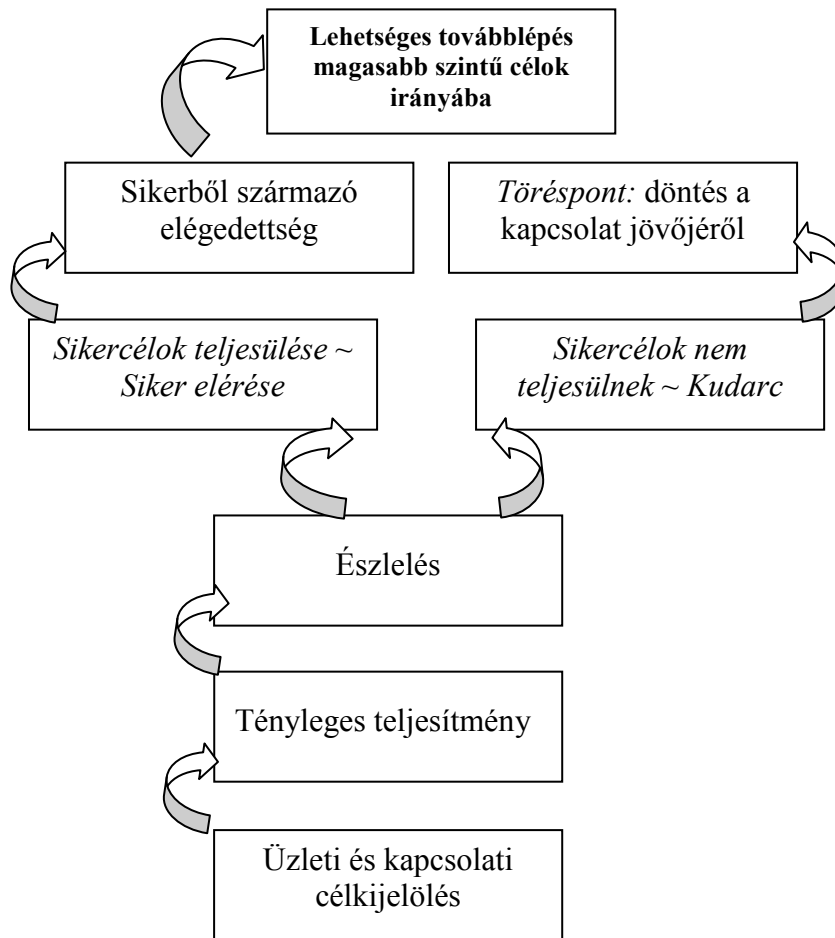 Lehetséges továbblépés
magasabb szintű célok
irányába
Sikerből származó
elégedettség
Töréspont: döntés a
kapcsolat jövőjéről
Sikercélok teljesülése ~
Siker elérése
Sikercélok nem
teljesülnek ~ Kudarc
Észlelés
Tényleges teljesítmény
Üzleti és kapcsolati
célkijelölés